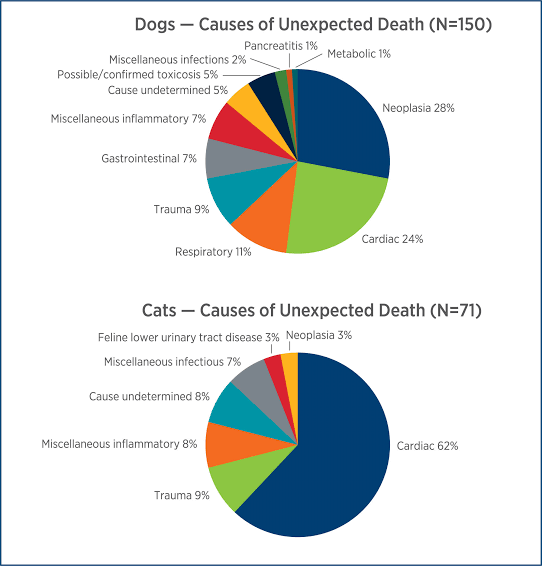 Dogs — Causes of Unexpected Death (N=150)
Pancreatitis 1%
Metabolic 1%
Miscellaneous infections 2%
Possible/confirmed toxicosis 5%
Cause undetermined 5%
Neoplasia 28%
Miscellaneous inflammatory 7%
Gastrointestinal 7%
Trauma 9%
Cardiac 24%
Respiratory 11%
Cats — Causes of Unexpected Death (N=71)
Feline lower urinary tract disease 3%
Neoplasia 3%
Miscellaneous infectious 7%
Cause undetermined 8%
Miscellaneous inflammatory 8%
Cardiac 62%
Trauma 9%